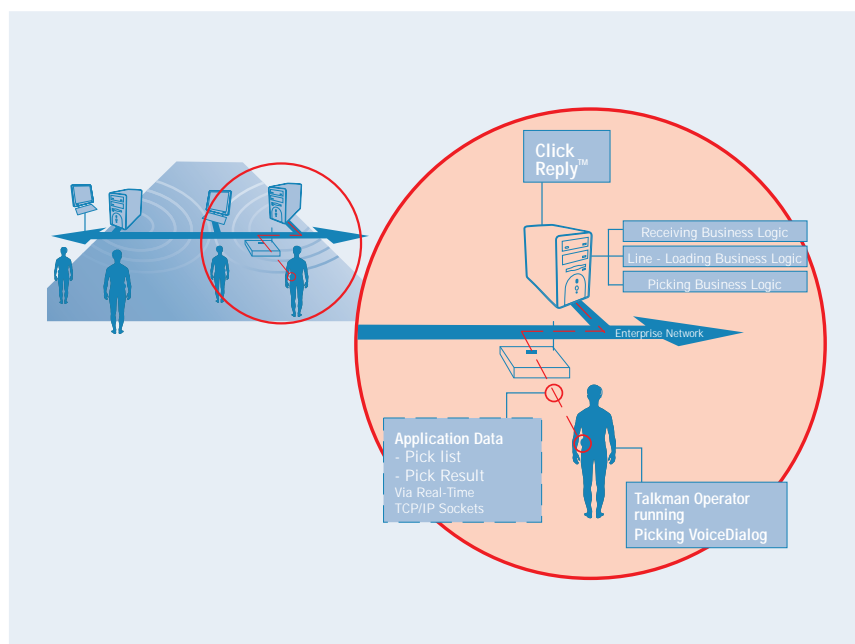 Click
Reply™
Receiving Business Logic
Line - Loading Business Logic
Picking Business Logic
Enterprise Network
Application Data
- Pick list
- Pick Result
Via Real-Time
TCP/IP Sockets
Talkman Operator
running
Picking VoiceDialog